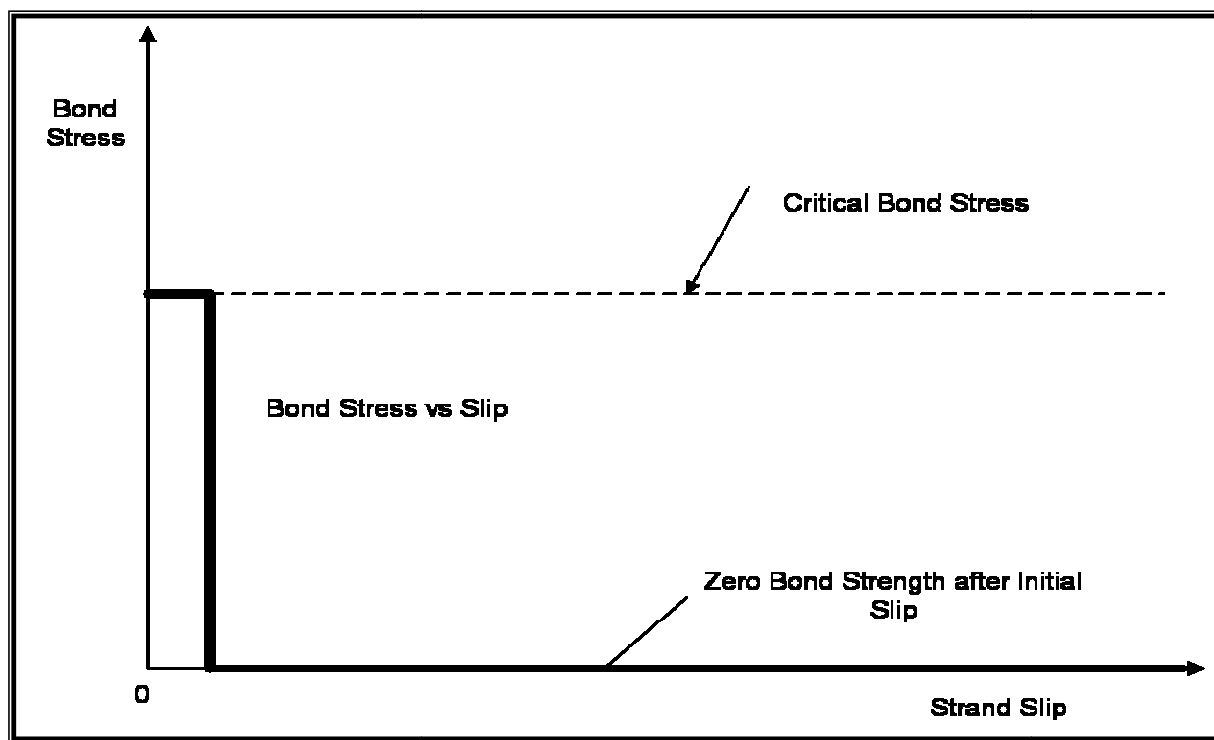 Bond
Stress
Critical Bond Stress
Bond Stress vs Slip
Zero Bond Strength after Initial
Slip
0
Strand Slip